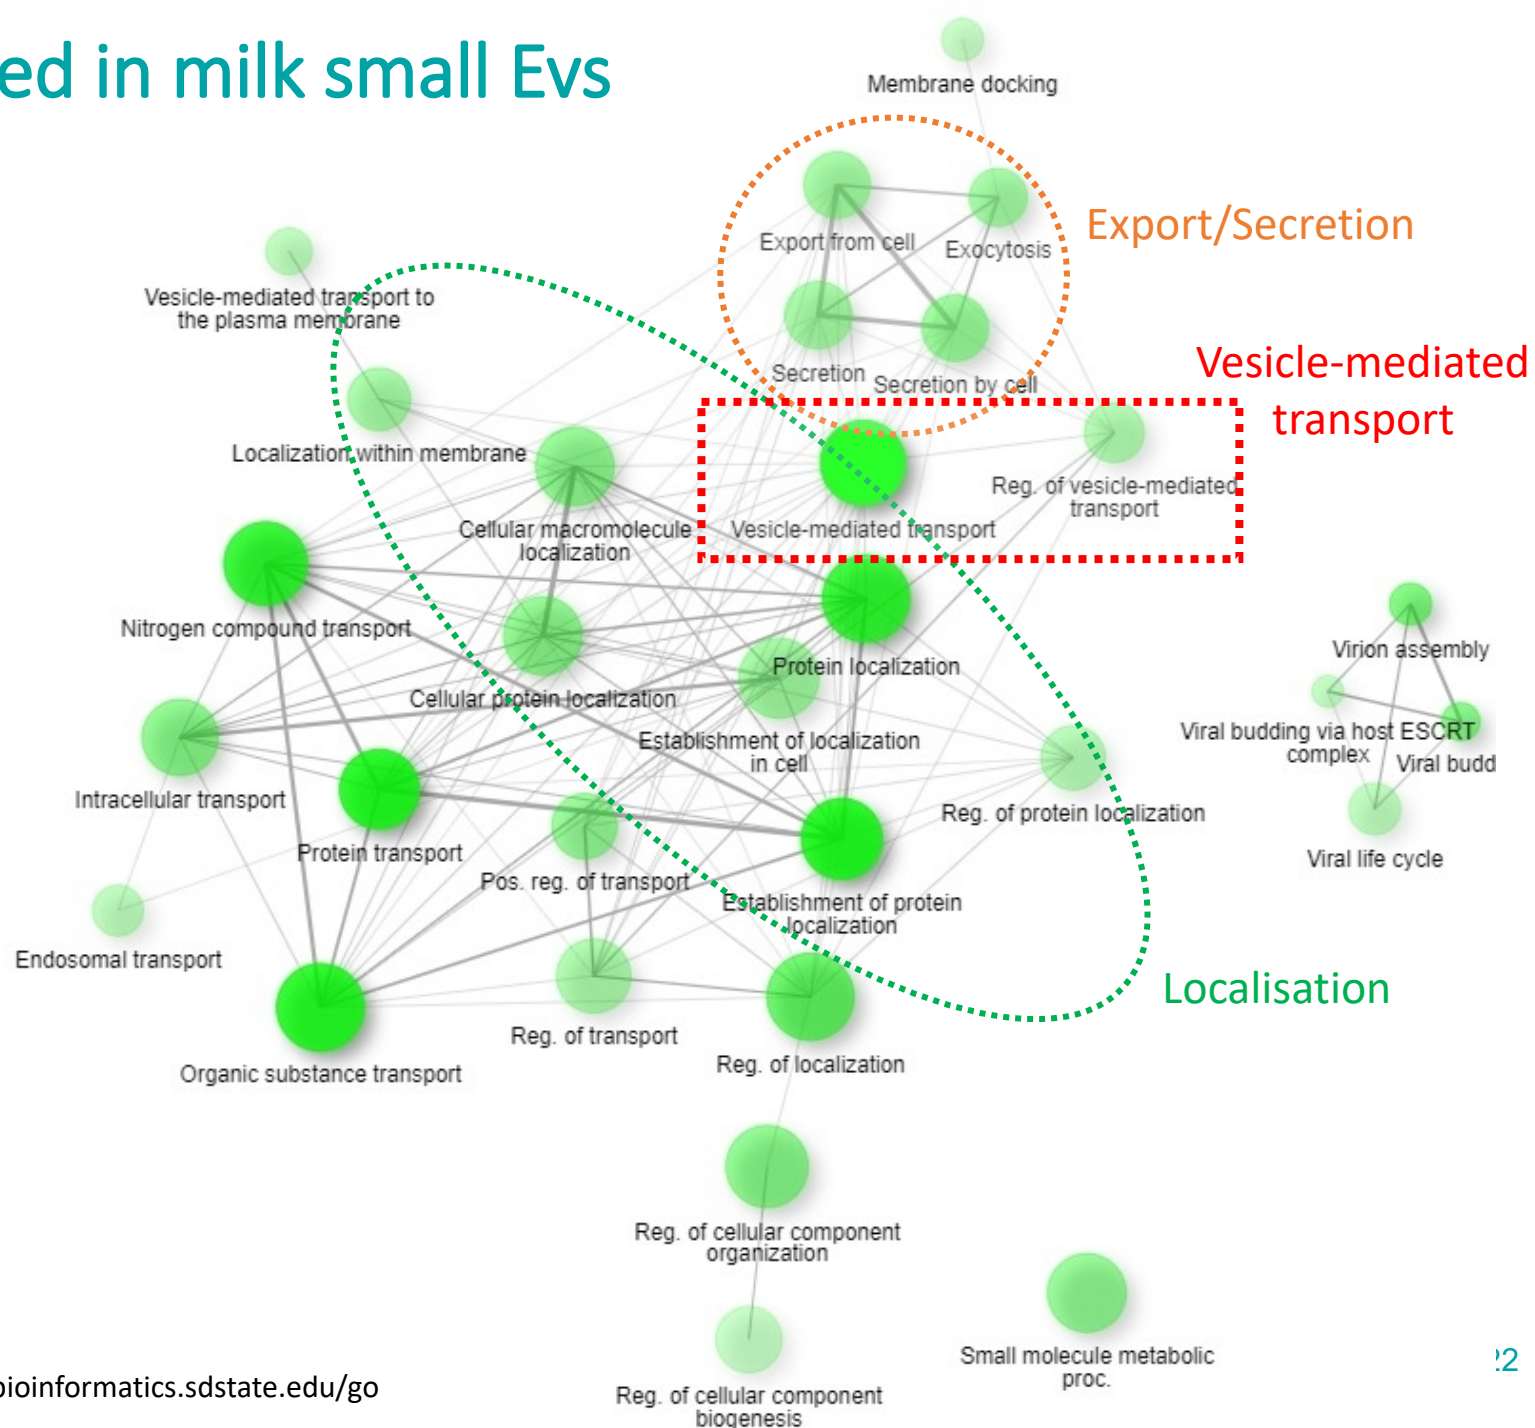 ed in milk small Evs
Membrane docking
Export from cell
Exocytosis
Export/Secretion
Vesicle-mediated transport to
the plasma membrane
Secretion
Secretion by cell
Vesicle-mediated
transport
Localization within membrane
Reg. of vesicle-mediated
transport
Cellular macromolecule
localization
Vesicle-mediated transport
Nitrogen compound transport
Protein localization
Virion assembly
Cellular protein localization
Establishment of localization
in cell
Viral budding via host ESCRT
complex
Viral budd
Intracellular transport
Reg. of protein localization
Protein transport
Pos. reg. of transport
Viral life cycle
Establishment of protein
localization
Endosomal transport
Localisation
Reg. of transport
Reg. of localization
Organic substance transport
Reg. of cellular component
organization
Small molecule metabolic
proc.
Reg. of cellular component
biogenesis
bioinformatics.sdstate.edu/go